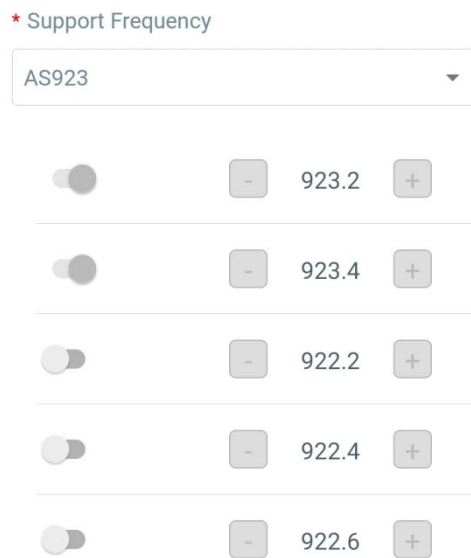 * Support Frequency
AS923
- 923.2 +
- 923.4 +
- 922.2 +
- 922.4 +
- 922.6 +